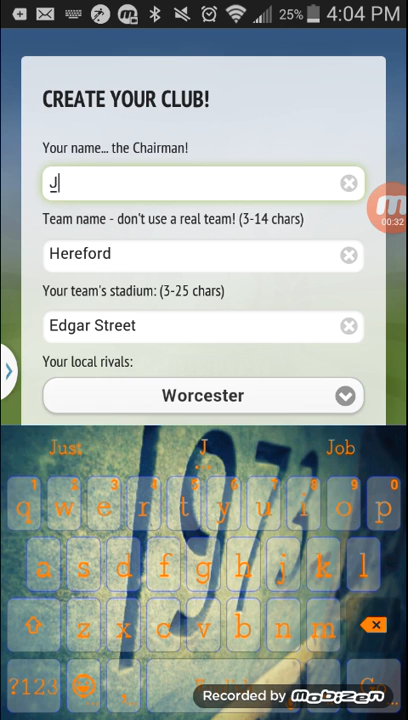 25% 4:04 PM
CREATE YOUR CLUB!
Your name... the Chairman!
J
00:32
Team name - don't use a real team! (3-14 chars)
Hereford
Your team's stadium: (3-25 chars)
Edgar Street
Your local rivals:
Worcester
Just J Job
1 2 3 4 5 6 7 8 9 0
q w e r t y u i o p
a s d f g h j k l
z x c v b n m
?123
Recorded by mobizen